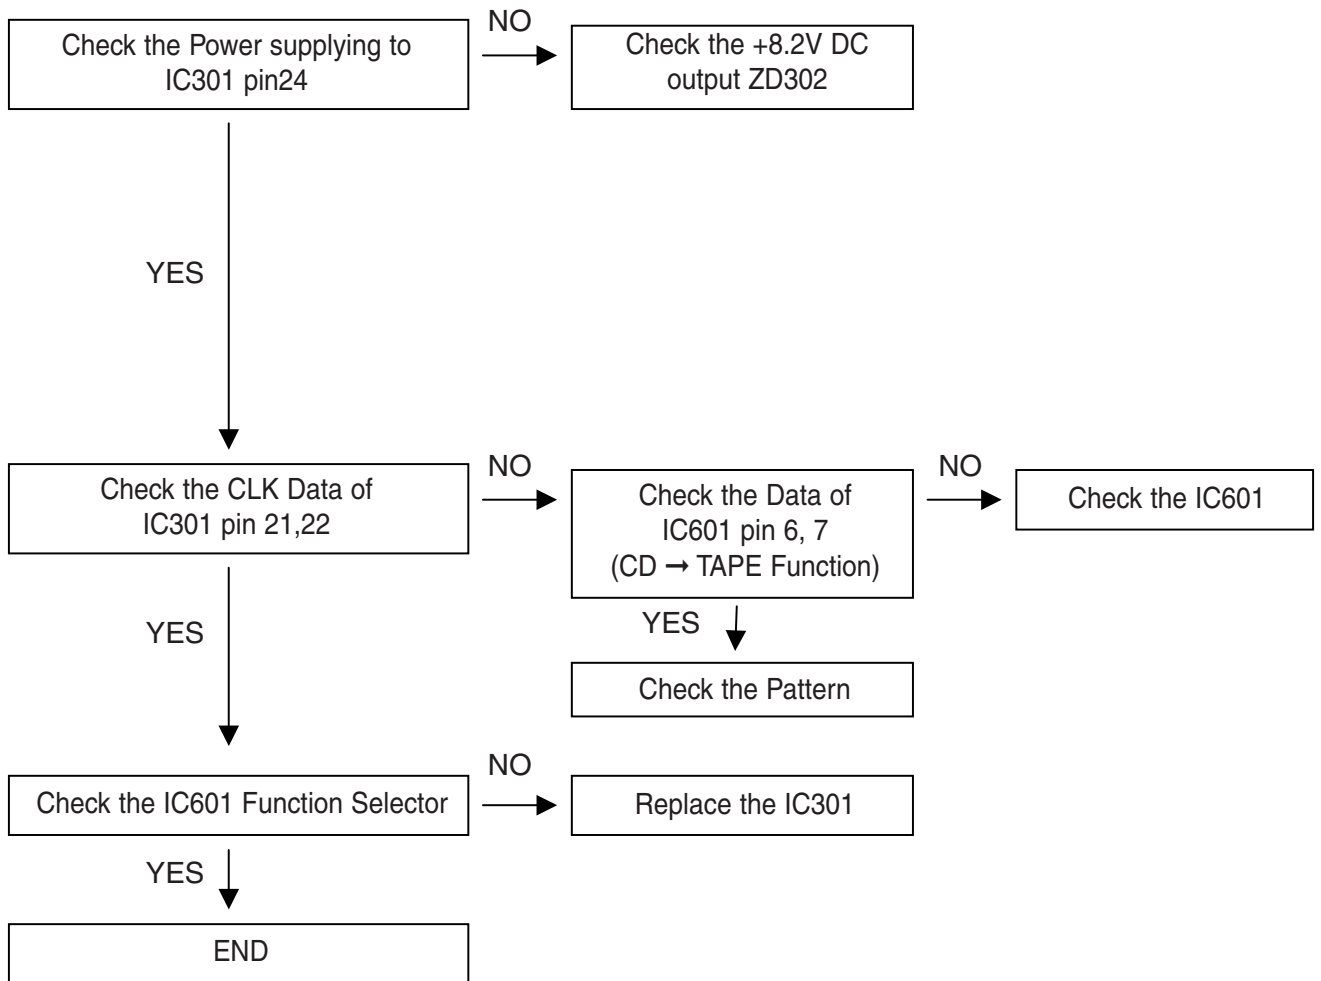 Check the Power supplying to
IC301 pin24
NO
Check the +8.2V DC
output ZD302
YES
Check the CLK Data of
IC301 pin 21,22
NO
Check the Data of
IC601 pin 6, 7
(CD → TAPE Function)
NO
Check the IC601
YES
Check the Pattern
YES
Check the IC601 Function Selector
NO
Replace the IC301
YES
END